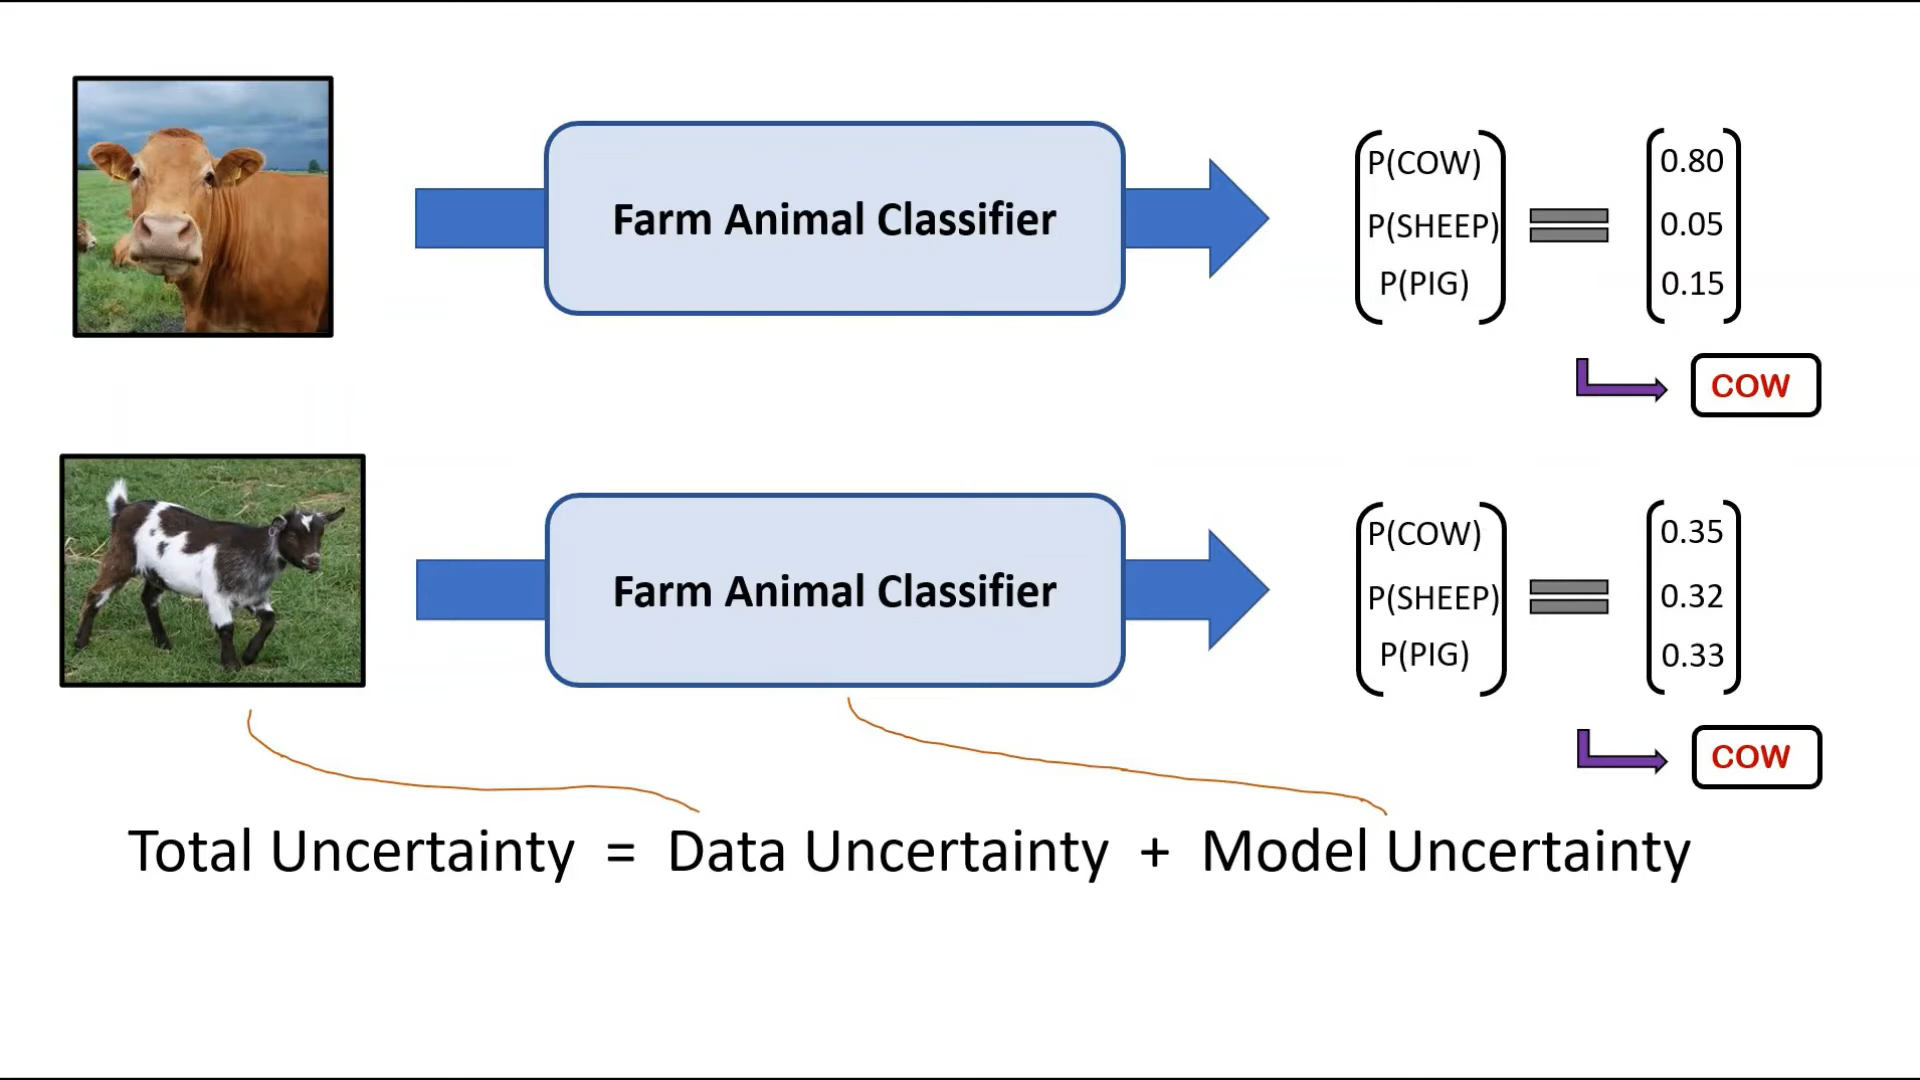 Farm Animal Classifier
P(COW)
P(SHEEP)
P(PIG)
0.80
0.05
0.15
COW
Farm Animal Classifier
P(COW)
P(SHEEP)
P(PIG)
0.35
0.32
0.33
COW
Total Uncertainty = Data Uncertainty + Model Uncertainty